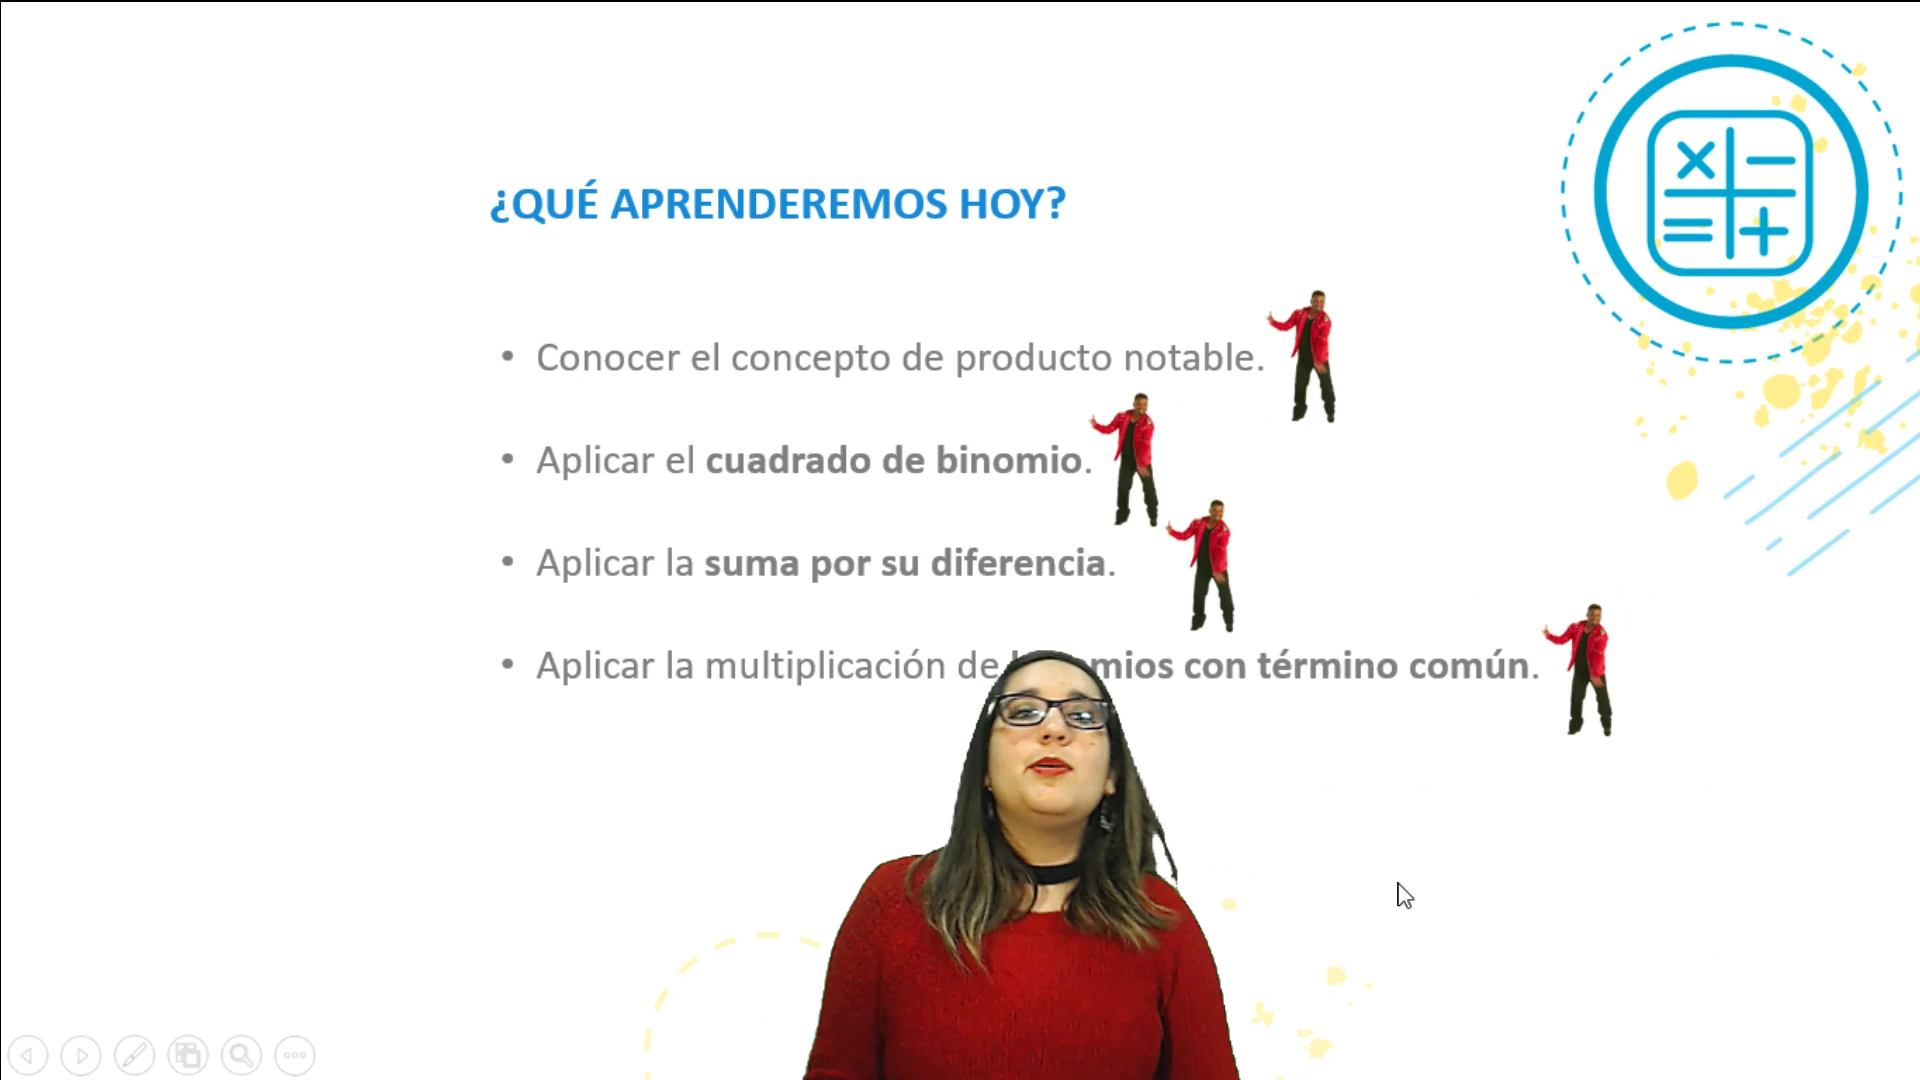 ¿QUÉ APRENDEREMOS HOY?
• Conocer el concepto de producto notable.
• Aplicar el cuadrado de binomio.
• Aplicar la suma por su diferencia.
• Aplicar la multiplicación de con término común.